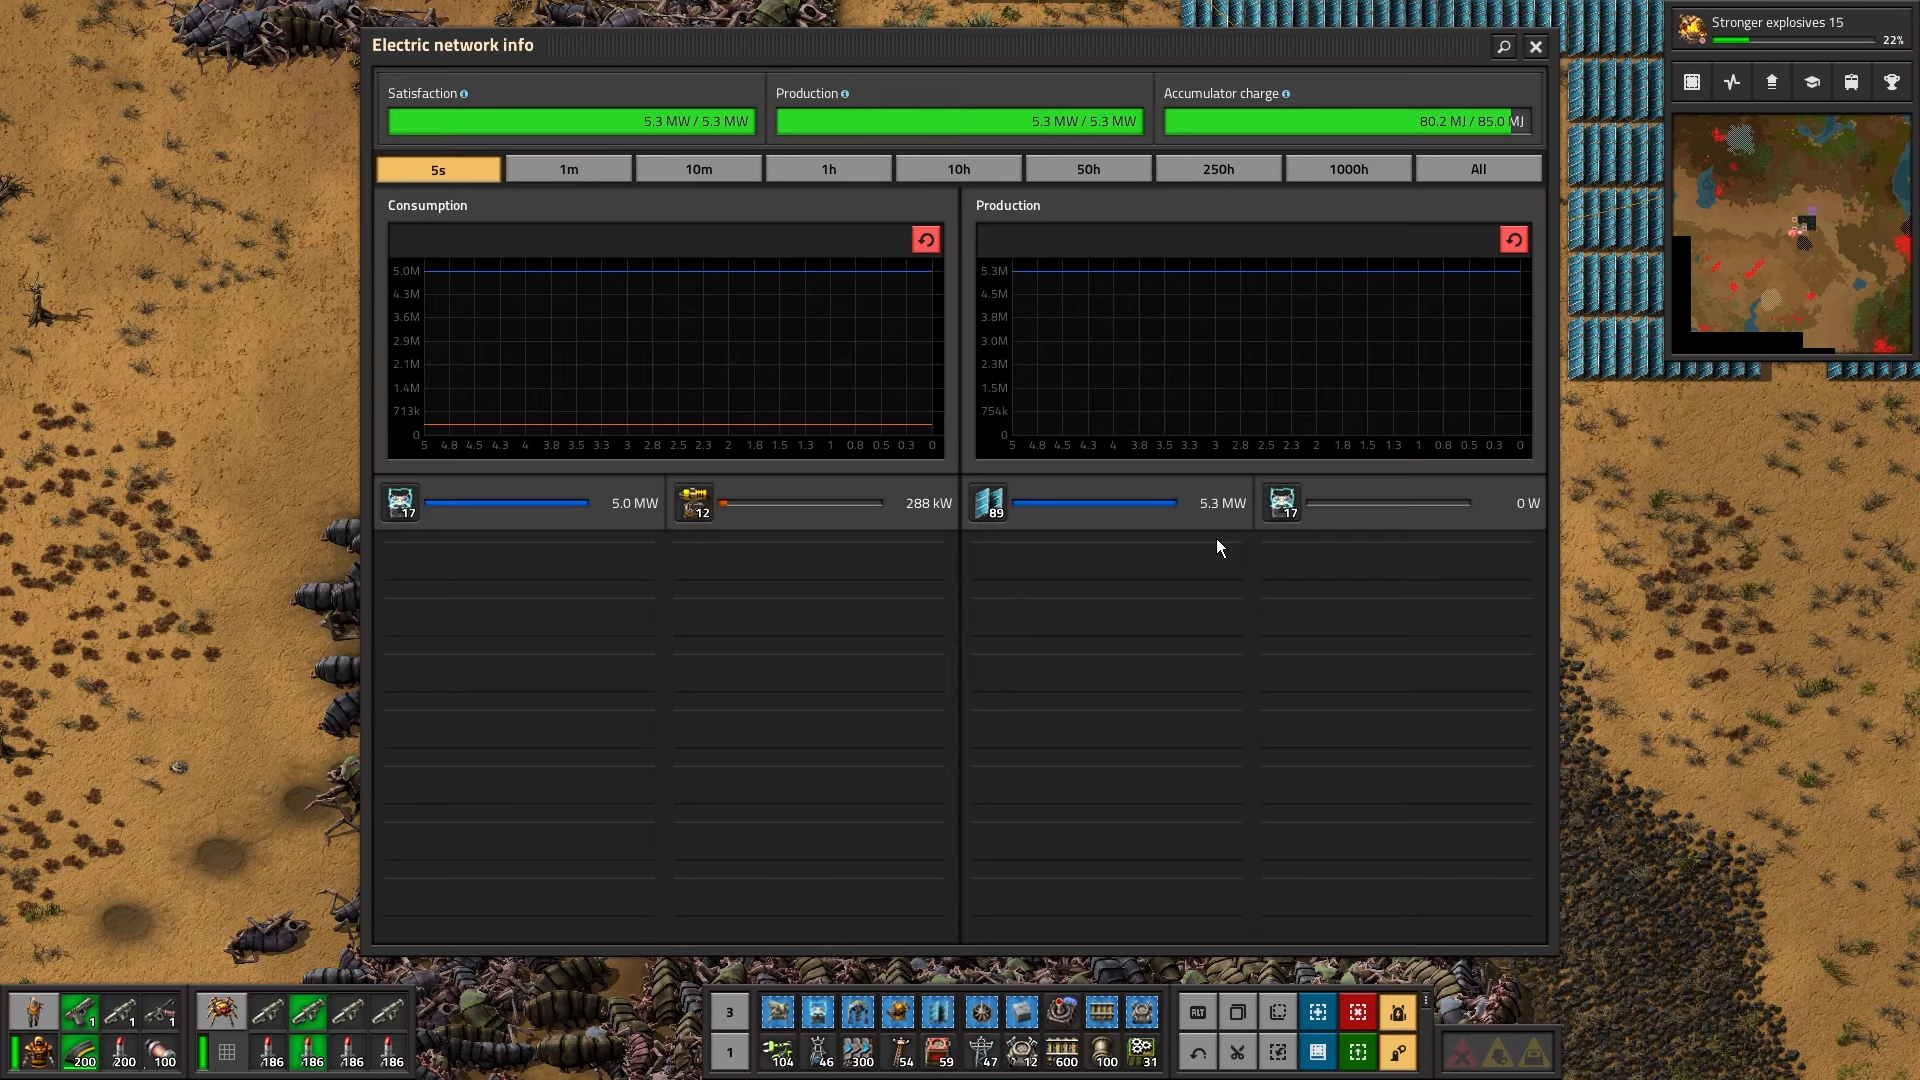 Electric network info
Stronger explosives 15
22%
Satisfaction
Production
Accumulator charge
5.3 MW / 5.3 MW
5.3 MW / 5.3 MW
80.2 MJ / 85.0 MJ
5s
1m
10m
1h
10h
50h
250h
1000h
All
Consumption
5.0M
4.3M
3.6M
2.9M
2.1M
1.4M
713k
0
5 4.8 4.5 4.3 4 3.8 3.5 3.3 3 2.8 2.5 2.3 2 1.8 1.5 1.3 1 0.8 0.5 0.3 0
Production
5.3M
4.5M
3.8M
3.0M
2.3M
1.5M
754k
0
5 4.8 4.5 4.3 4 3.8 3.5 3.3 3 2.8 2.5 2.3 2 1.8 1.5 1.3 1 0.8 0.5 0.3 0
17
5.0 MW
12
288 kW
89
5.3 MW
17
0 W
1 1 1
200 200 100
186 186 186 186
3
ALT
1
104 46 300 54 59 47 12 600 100 31